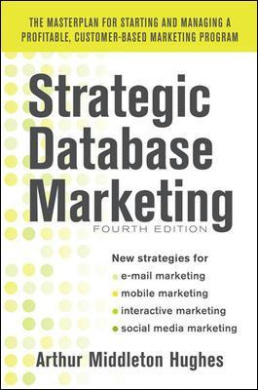 THE MASTERPLAN FOR STARTING AND MANAGING A
PROFITABLE, CUSTOMER-BASED MARKETING PROGRAM
Strategic
Database
Marketing
FOURTH EDITION
New strategies for
e-mail marketing
mobile marketing
interactive marketing
social media marketing
Arthur Middleton Hughes